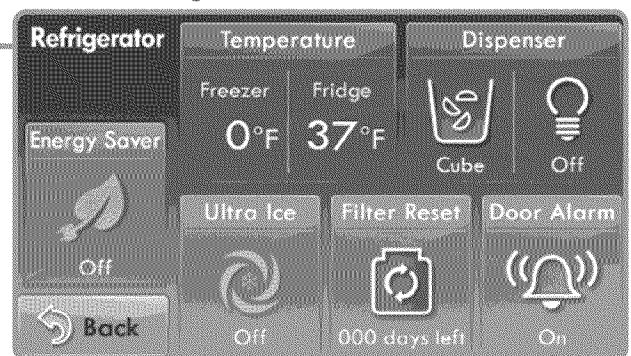 Refrigerator
Temperature
Dispenser
Freezer
Fridge
0°F
37°F
Cube
Off
Energy Saver
Off
Ultra Ice
Off
Filter Reset
000 days left
Door Alarm
On
Back